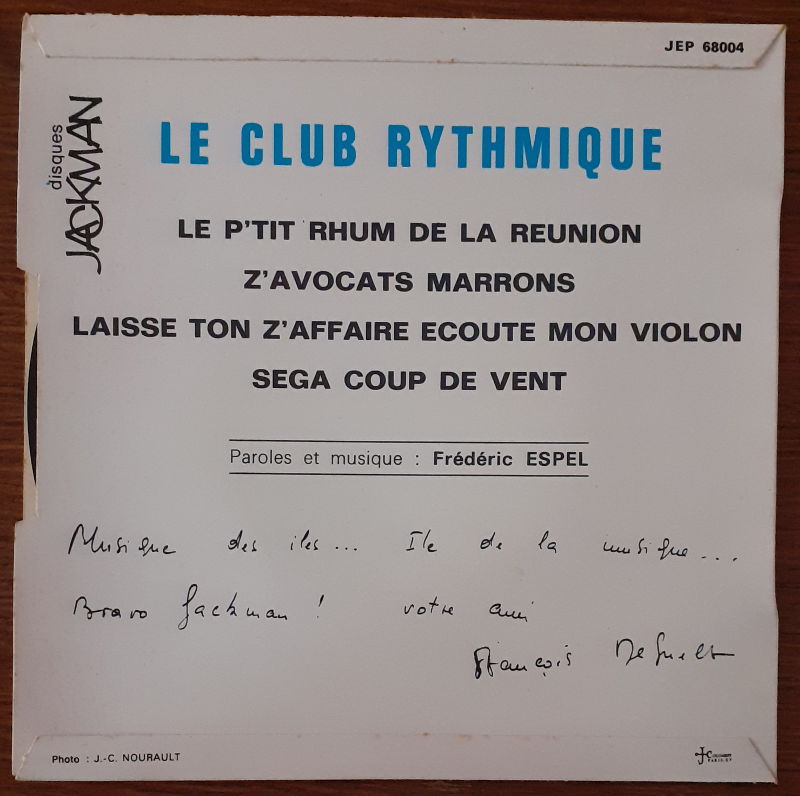 JEP 68004
disques
JACKMAN
LE CLUB RYTHMIQUE
LE P'TIT RHUM DE LA REUNION
Z'AVOCATS MARRONS
LAISSE TON Z'AFFAIRE ECOUTE MON VIOLON
SEGA COUP DE VENT
Paroles et musique : Frédéric ESPEL
Musique des iles... Ile de la musique...
Bravo Jackman ! votre ami
François Deguelt
Photo : J.-C. NOURAULT